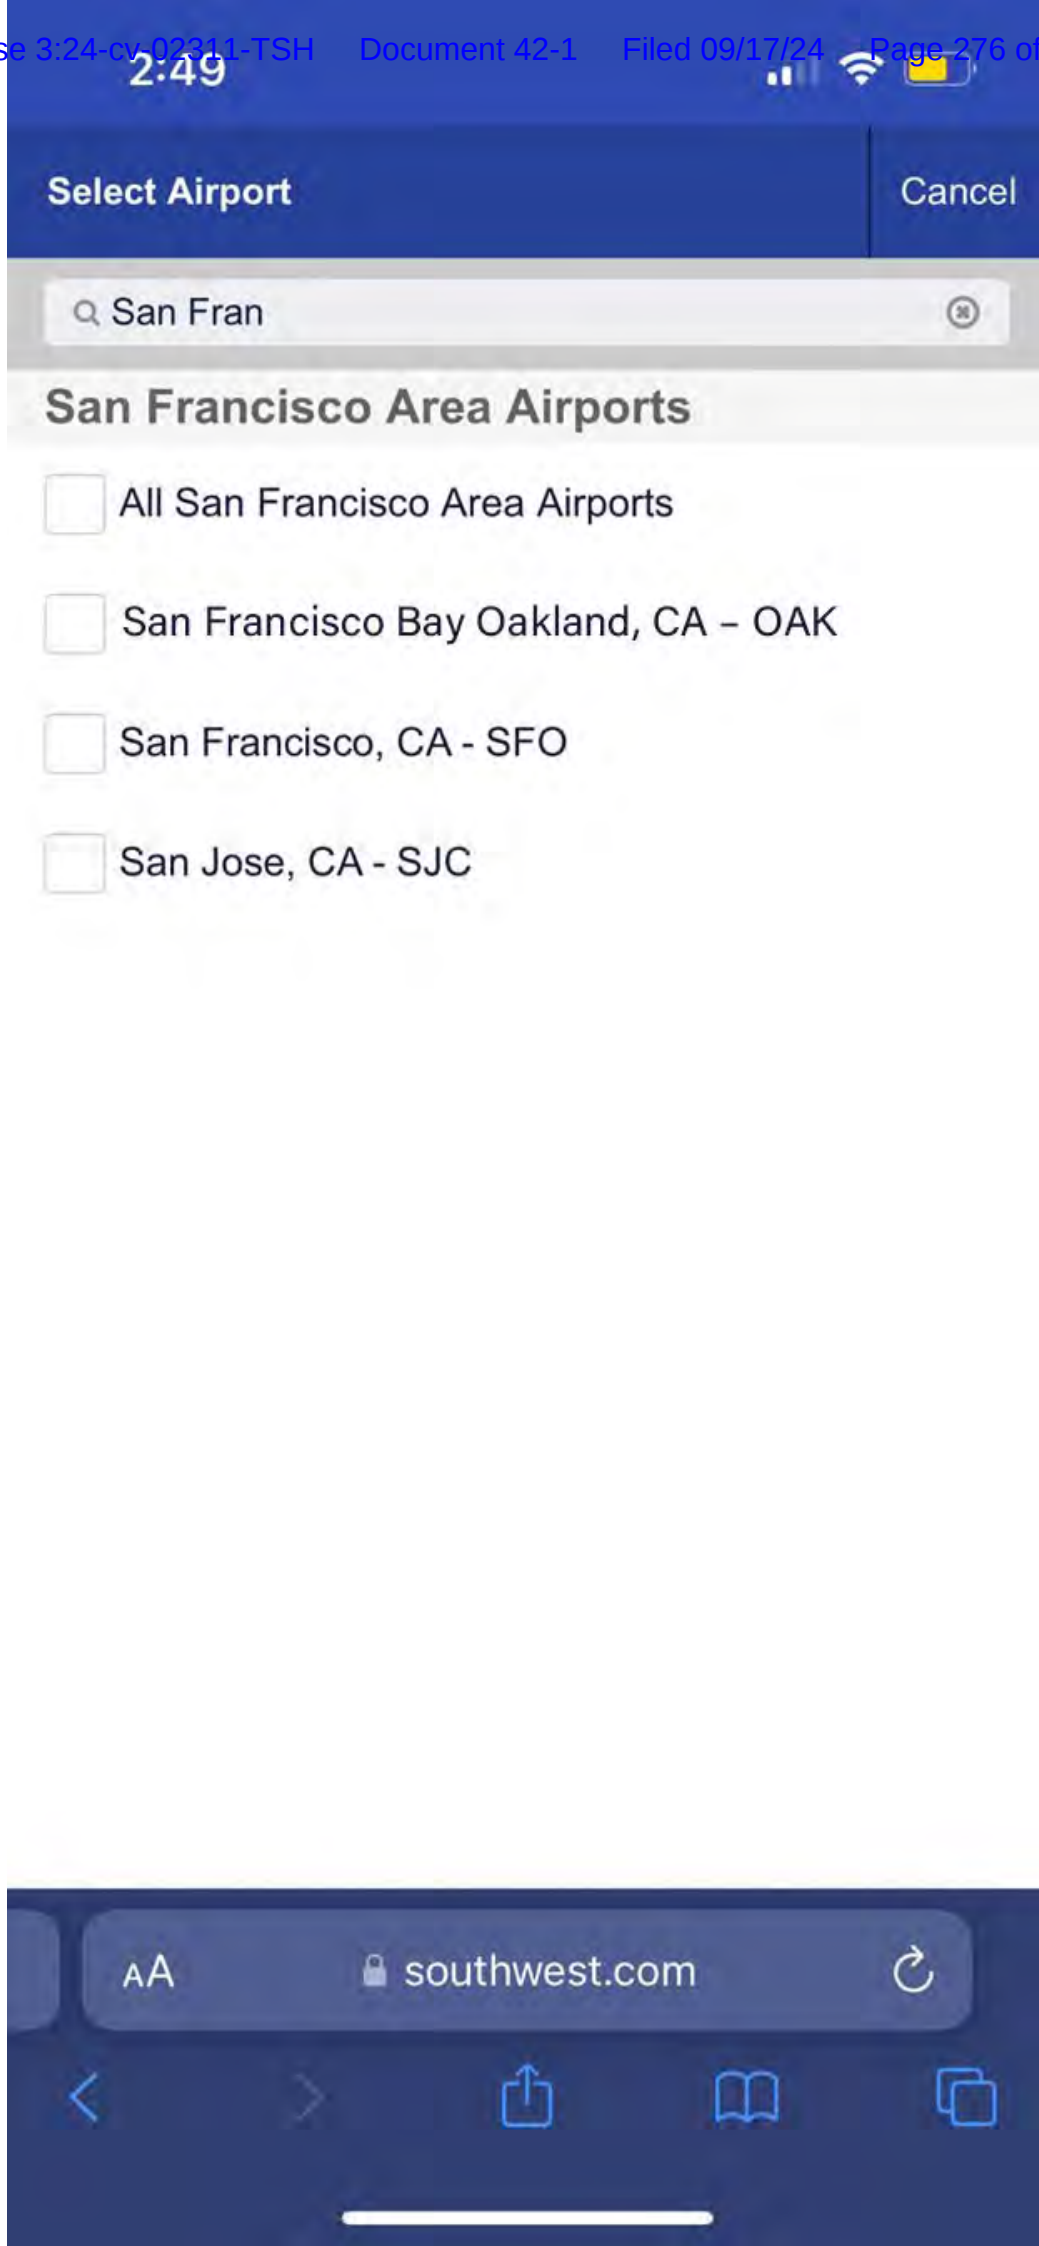 se 3:24-cv-02311-TSH Document 42-1 Filed 09/17/24 Page 276 of
2:49
Select Airport
Cancel
San Fran
San Francisco Area Airports
All San Francisco Area Airports
San Francisco Bay Oakland, CA – OAK
San Francisco, CA - SFO
San Jose, CA - SJC
AA southwest.com